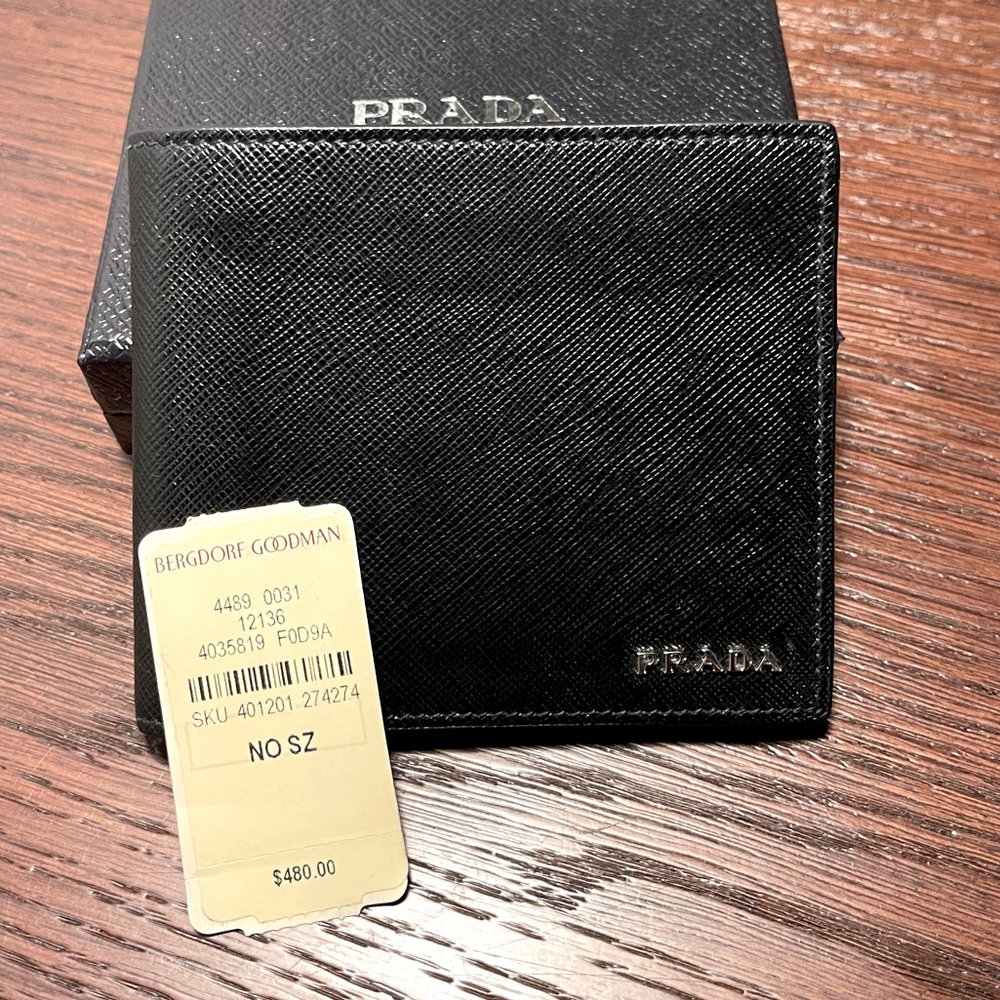 PRADA
PRADA
BERGDORF GOODMAN
4489 0031
12136
4035819 F0D9A
SKU 401201 274274
NO SZ
$480.00